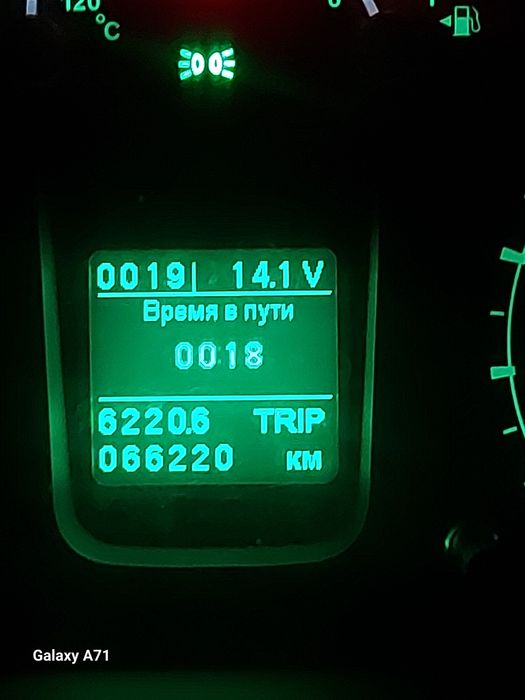 120
°C
0019| 14.1 V
Время в пути
0018
6220.6 TRIP
066220 км
Galaxy A71